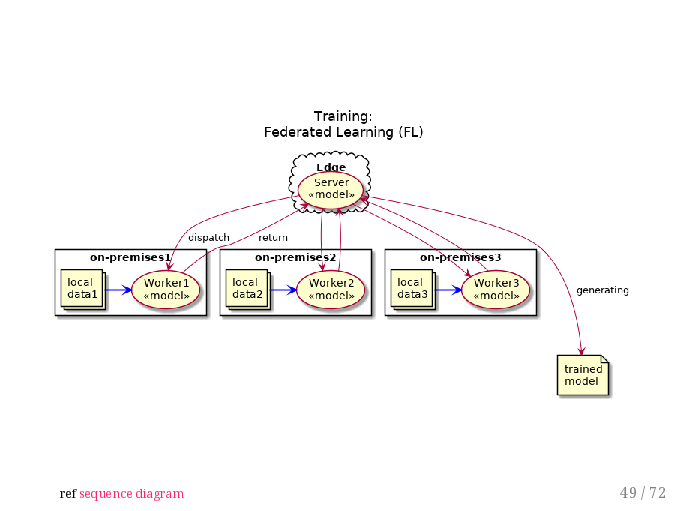 Training:
Federated Learning (FL)
Edge
Server
«model»
dispatch
return
on-premises1
on-premises2
on-premises3
local
data1
Worker1
«model»
local
data2
Worker2
«model»
local
data3
Worker3
«model»
generating
trained
model
ref sequence diagram
49 / 72